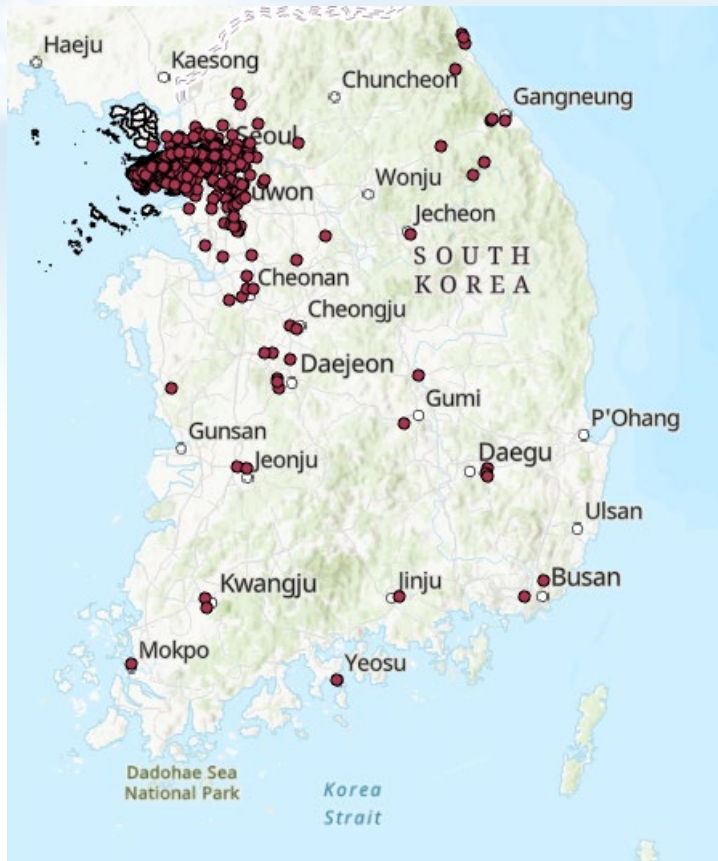 Haeju
Kaesong
Chuncheon
Gangneung
Seoul
uwon
Wonju
Jecheon
SOUTH
KOREA
Cheonan
Cheongju
Daejeon
Gumi
P'Ohang
Gunsan
Jeonju
Daegu
Ulsan
Kwangju
Jinju
Busan
Mokpo
Yeosu
Dadohae Sea
National Park
Korea
Strait